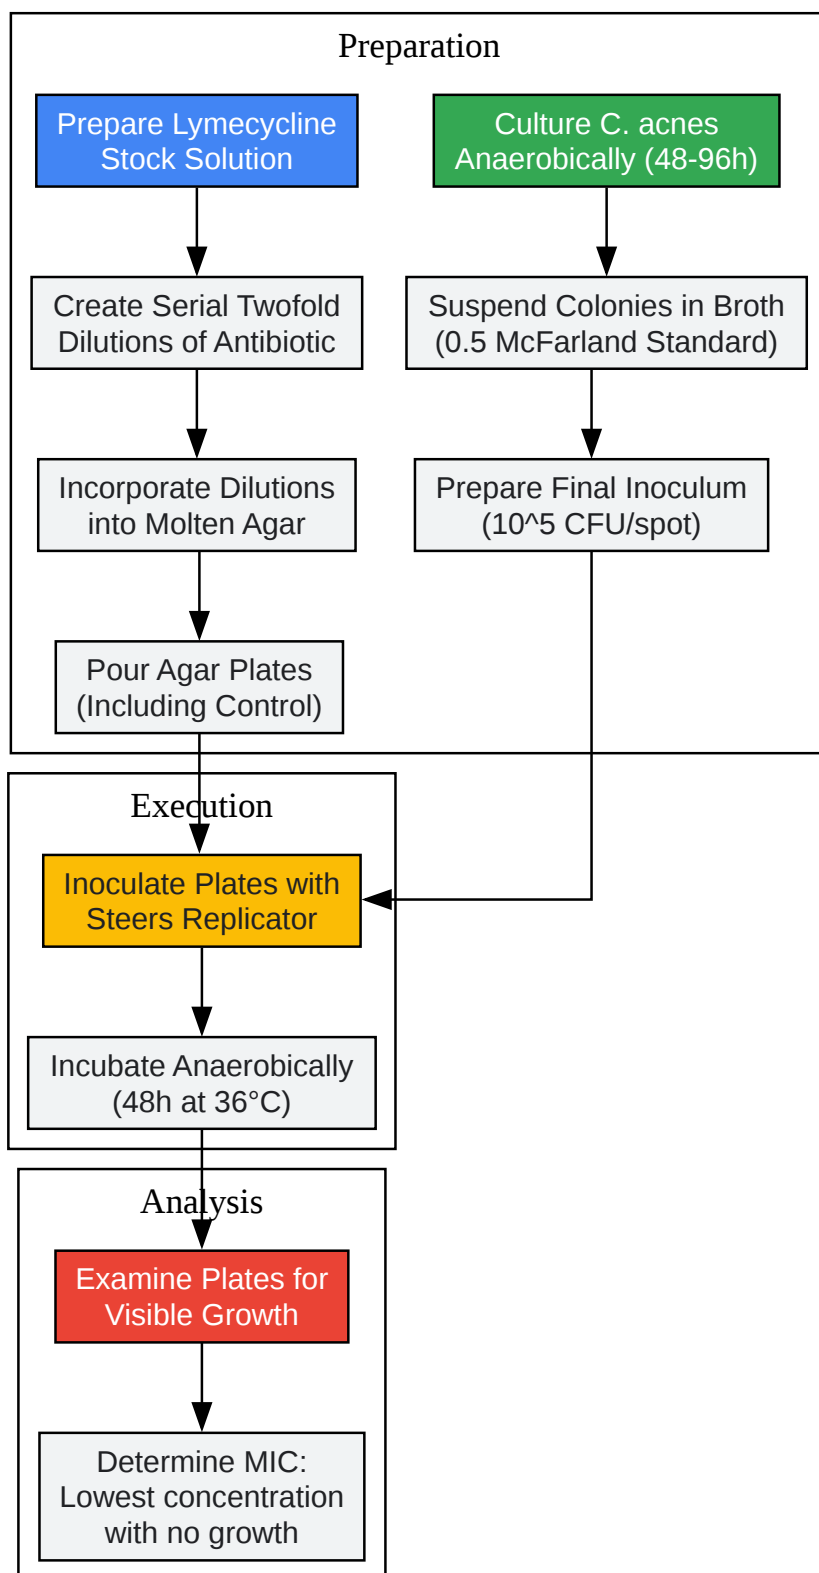 Preparation
Prepare Lymecycline
Stock Solution
Culture C. acnes
Anaerobically (48-96h)
Create Serial Twofold
Dilutions of Antibiotic
Suspend Colonies in Broth
(0.5 McFarland Standard)
Incorporate Dilutions
into Molten Agar
Prepare Final Inoculum
(10^5 CFU/spot)
Pour Agar Plates
(Including Control)
Execution
Inoculate Plates with
Steers Replicator
Incubate Anaerobically
(48h at 36°C)
Analysis
Examine Plates for
Visible Growth
Determine MIC:
Lowest concentration
with no growth